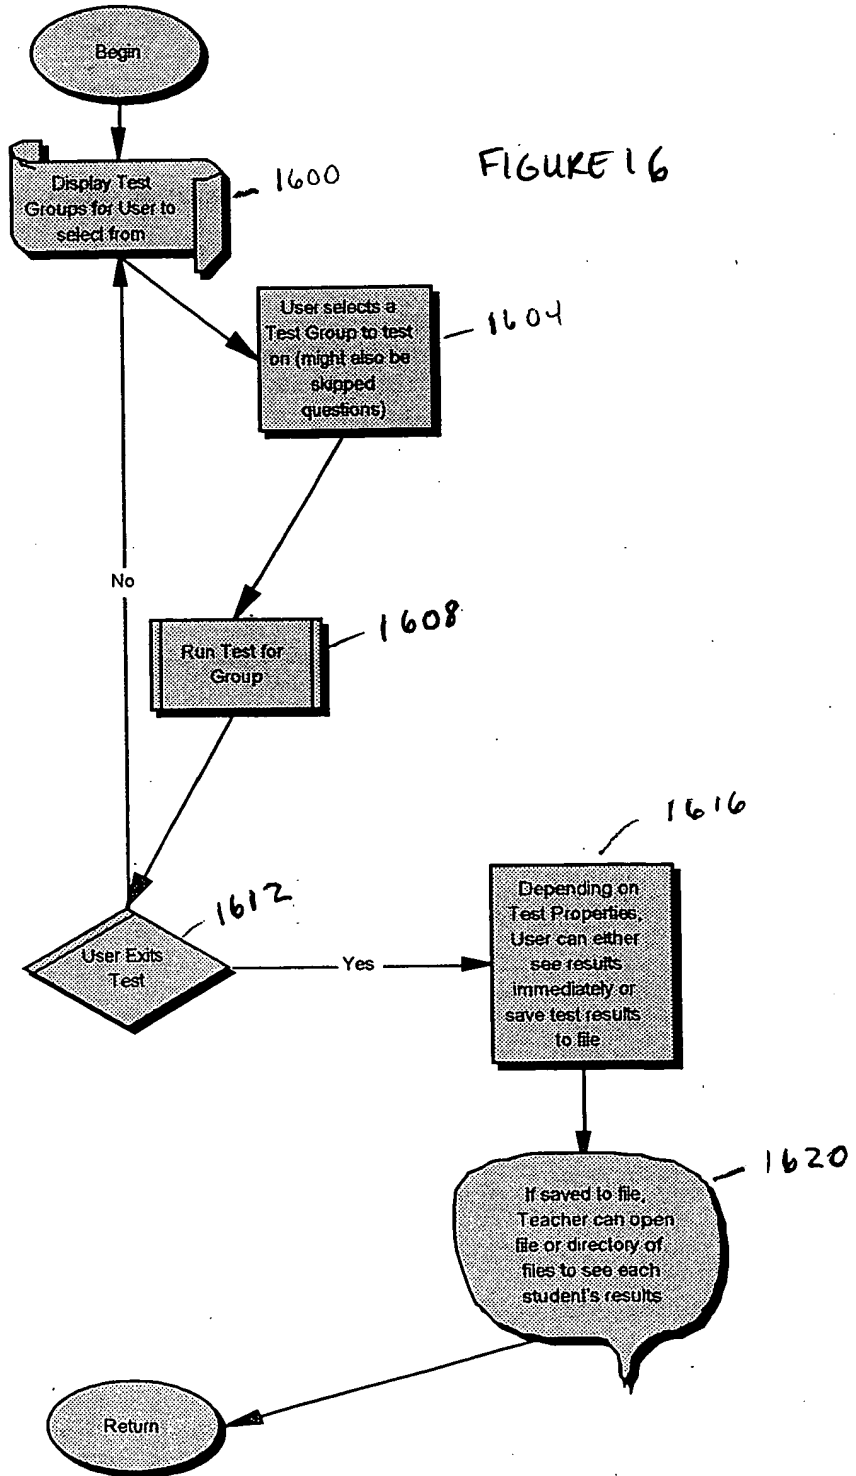 Begin
FIGURE 16
Display Test
Groups for User to
select from
1600
User selects a
Test Group to test
on (might also be
skipped
questions)
1604
No
Run Test for
Group
1608
1616
User Exits
Test
1612
Yes
Depending on
Test Properties,
User can either
see results
immediately or
save test results
to file
1620
If saved to file,
Teacher can open
file or directory of
files to see each
student's results
Return